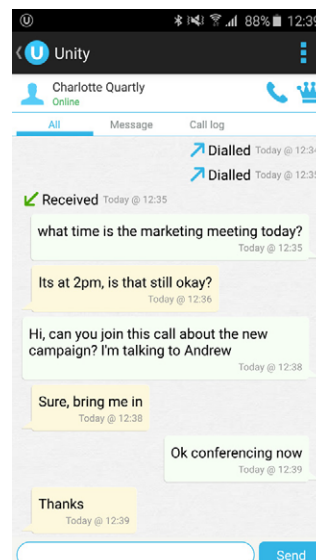 88% 12:39
Unity
Charlotte Quartly
Online
All Message Call log
Dialled Today @ 12:34
Dialled Today @ 12:35
Received Today @ 12:35
what time is the marketing meeting today?
Today @ 12:35
Its at 2pm, is that still okay?
Today @ 12:36
Hi, can you join this call about the new
campaign? I'm talking to Andrew
Today @ 12:38
Sure, bring me in
Today @ 12:38
Ok conferencing now
Today @ 12:39
Thanks
Today @ 12:39
Send